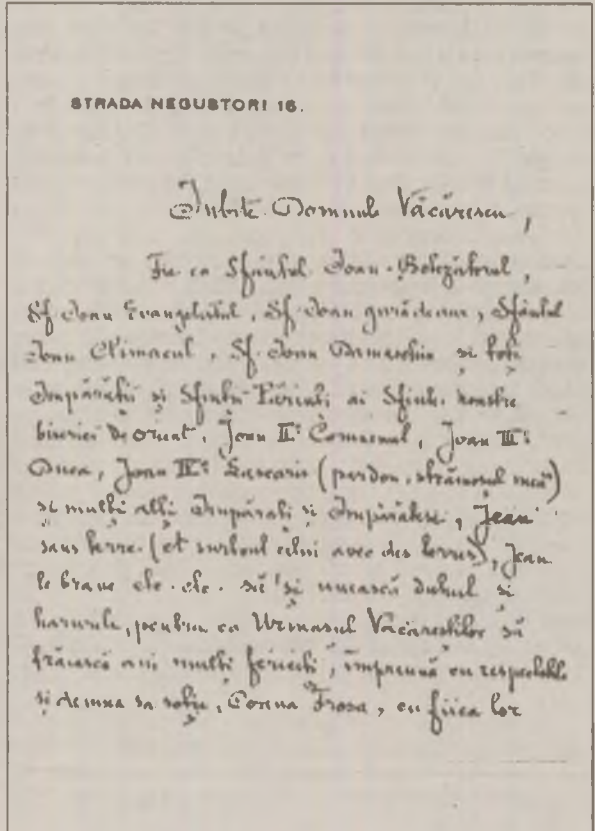 STRADA NEGUSTORI 16.
Iubite Domnule Văcărescu,
Fie ca Sfântul Ioan-Botezătorul,
Sf. Ioan Evanghelistul, Sf. Ioan gură de aur, Sfântul
Ioan Climacul, Sf. Ioan Damaschin și toți
Împărații și Sfinții Părinți ai Sfintei noastre
biserici de orient, Joan II: Comnenul, Joan III:
Duca, Joan IV: Lascaris (pardon, strămoșul meu)
și mulți alți Împărați și Împărătese, Jean
sans terre (et surtout celui avec des terres), Jean
le brave etc. etc. să'și unească duhul și
harurile, pentru ca Urmașul Văcăreștilor să
trăiască ani mulți fericiți, împreună cu respectabila
și demna sa soție, Cocona Frosa, cu fiica lor